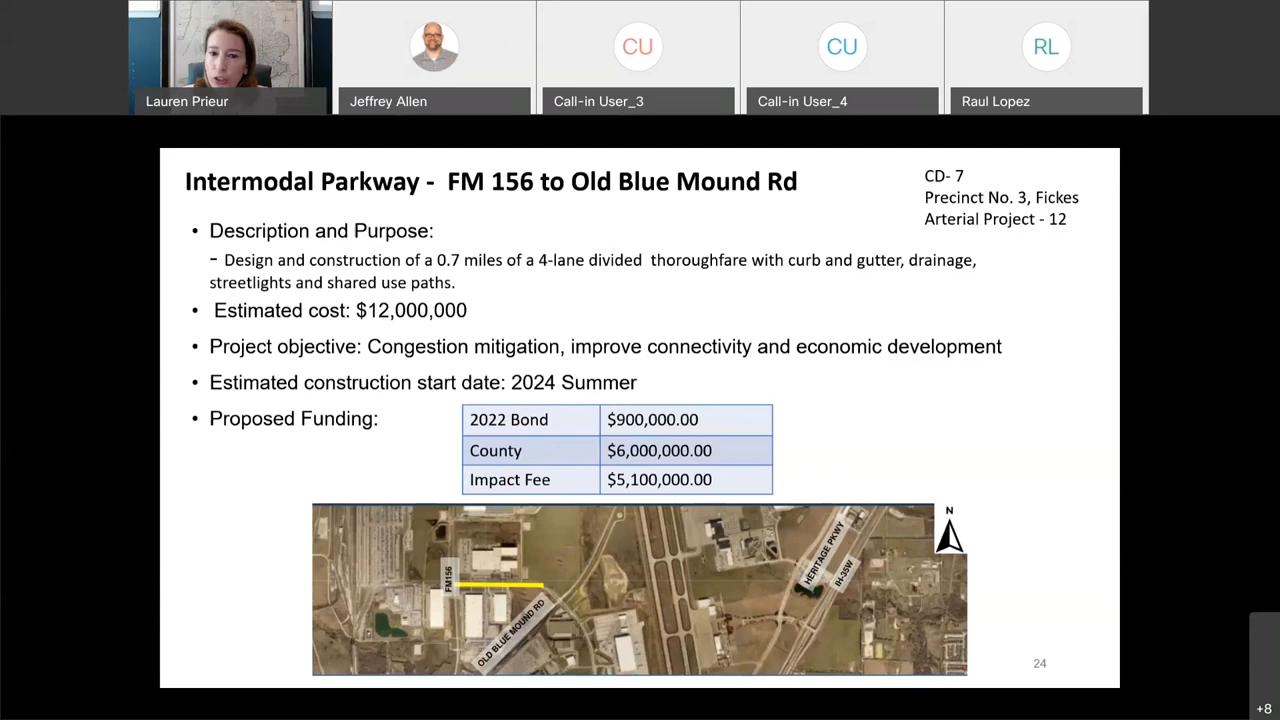 CU
CU
RL
Lauren Prieur
Jeffrey Allen
Call-in User_3
Call-in User_4
Raul Lopez
Intermodal Parkway - FM 156 to Old Blue Mound Rd
CD- 7
Precinct No. 3, Fickes
Arterial Project - 12
• Description and Purpose:
- Design and construction of a 0.7 miles of a 4-lane divided thoroughfare with curb and gutter, drainage,
streetlights and shared use paths.
• Estimated cost: $12,000,000
• Project objective: Congestion mitigation, improve connectivity and economic development
• Estimated construction start date: 2024 Summer
• Proposed Funding:
2022 Bond $900,000.00
County $6,000,000.00
Impact Fee $5,100,000.00
N
FM156
OLD BLUE MOUND RD
HERITAGE PKWY
IH-35W
24
+8